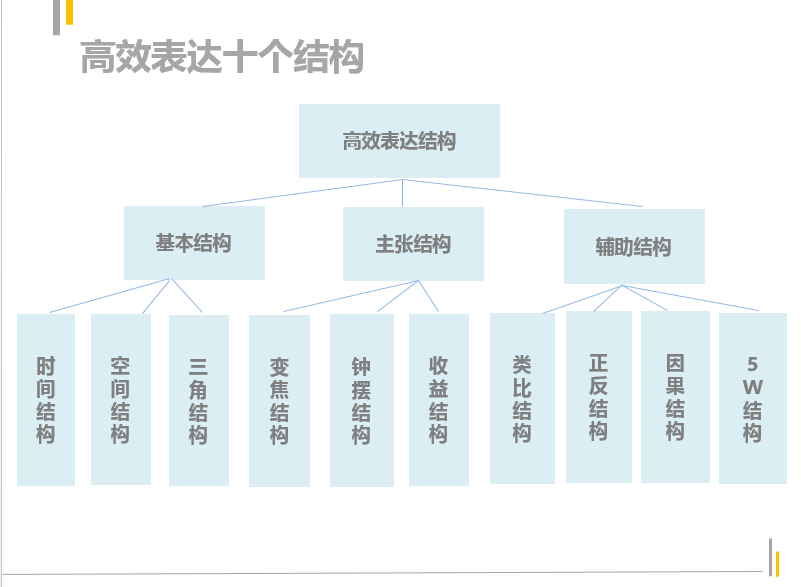 高效表达十个结构
高效表达结构
基本结构
主张结构
辅助结构
时间结构
空间结构
三角结构
变焦结构
钟摆结构
收益结构
类比结构
正反结构
因果结构
5W结构